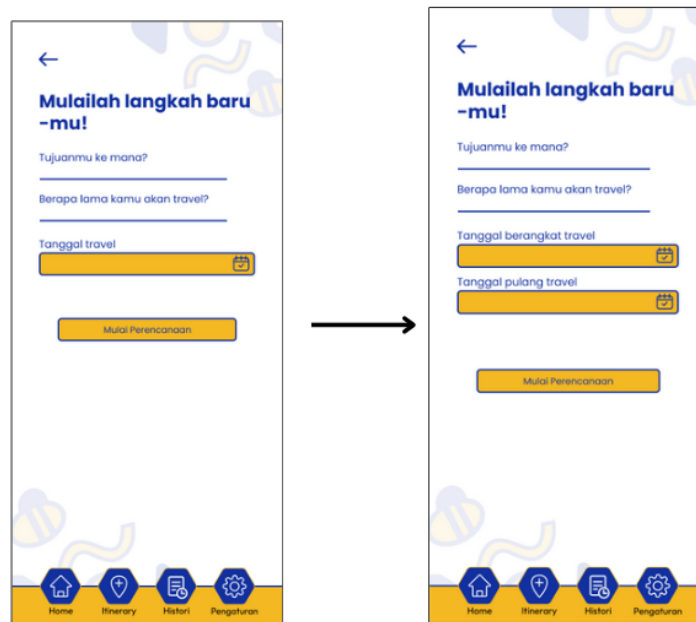 Mulailah langkah baru
-mu!
Tujuanmu ke mana?
Berapa lama kamu akan travel?
Tanggal travel
Mulai Perencanaan
Home Itinerary Histori Pengaturan
Mulailah langkah baru
-mu!
Tujuanmu ke mana?
Berapa lama kamu akan travel?
Tanggal berangkat travel
Tanggal pulang travel
Mulai Perencanaan
Home Itinerary Histori Pengaturan